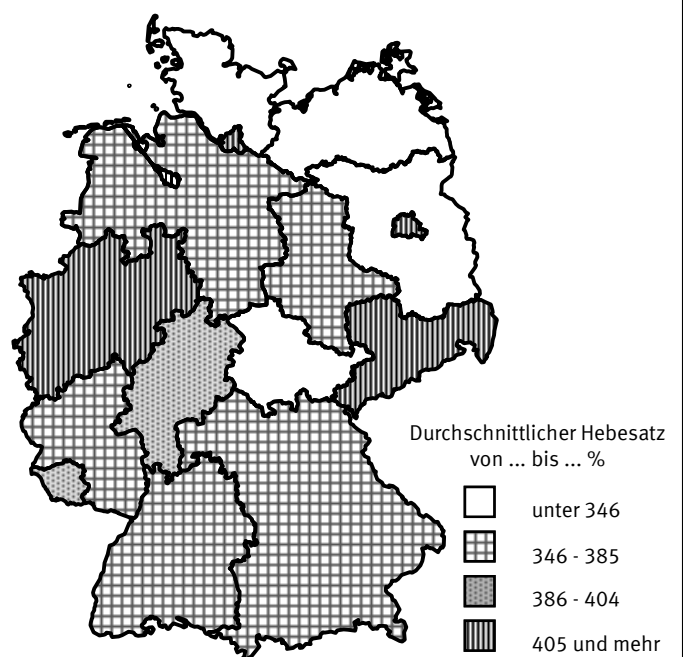 Durchschnittlicher Hebesatz
von ... bis ... %
unter 346
346 - 385
386 - 404
405 und mehr